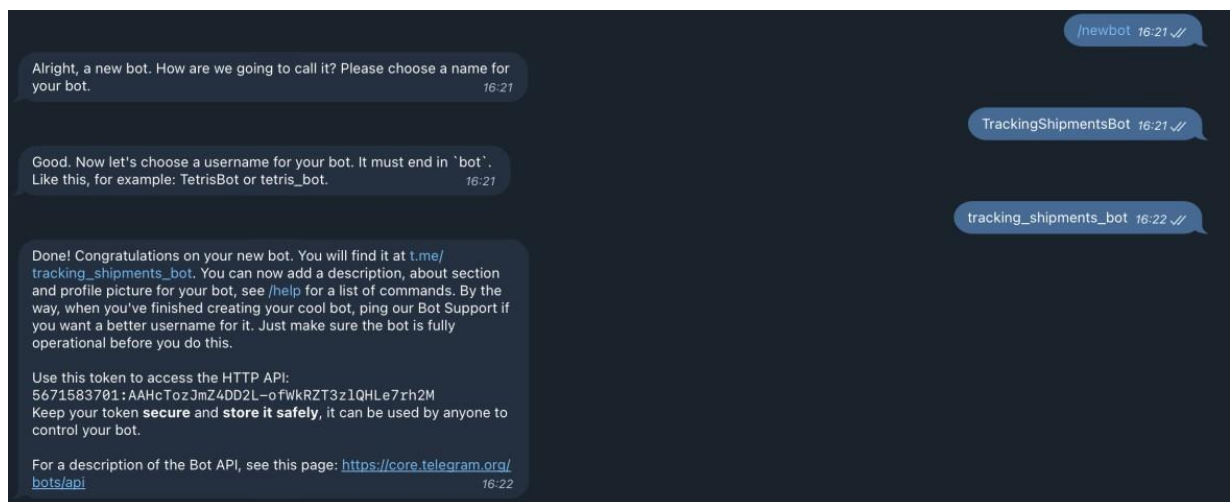 /newbot 16:21
Alright, a new bot. How are we going to call it? Please choose a name for
your bot. 16:21
TrackingShipmentsBot 16:21
Good. Now let's choose a username for your bot. It must end in `bot`.
Like this, for example: TetrisBot or tetris_bot. 16:21
tracking_shipments_bot 16:22
Done! Congratulations on your new bot. You will find it at t.me/
tracking_shipments_bot. You can now add a description, about section
and profile picture for your bot, see /help for a list of commands. By the
way, when you've finished creating your cool bot, ping our Bot Support if
you want a better username for it. Just make sure the bot is fully
operational before you do this.
Use this token to access the HTTP API:
5671583701:AAHcTozJmZ4DD2L-ofWkRZT3zlQHLe7rh2M
Keep your token secure and store it safely, it can be used by anyone to
control your bot.
For a description of the Bot API, see this page: https://core.telegram.org/
bots/api 16:22